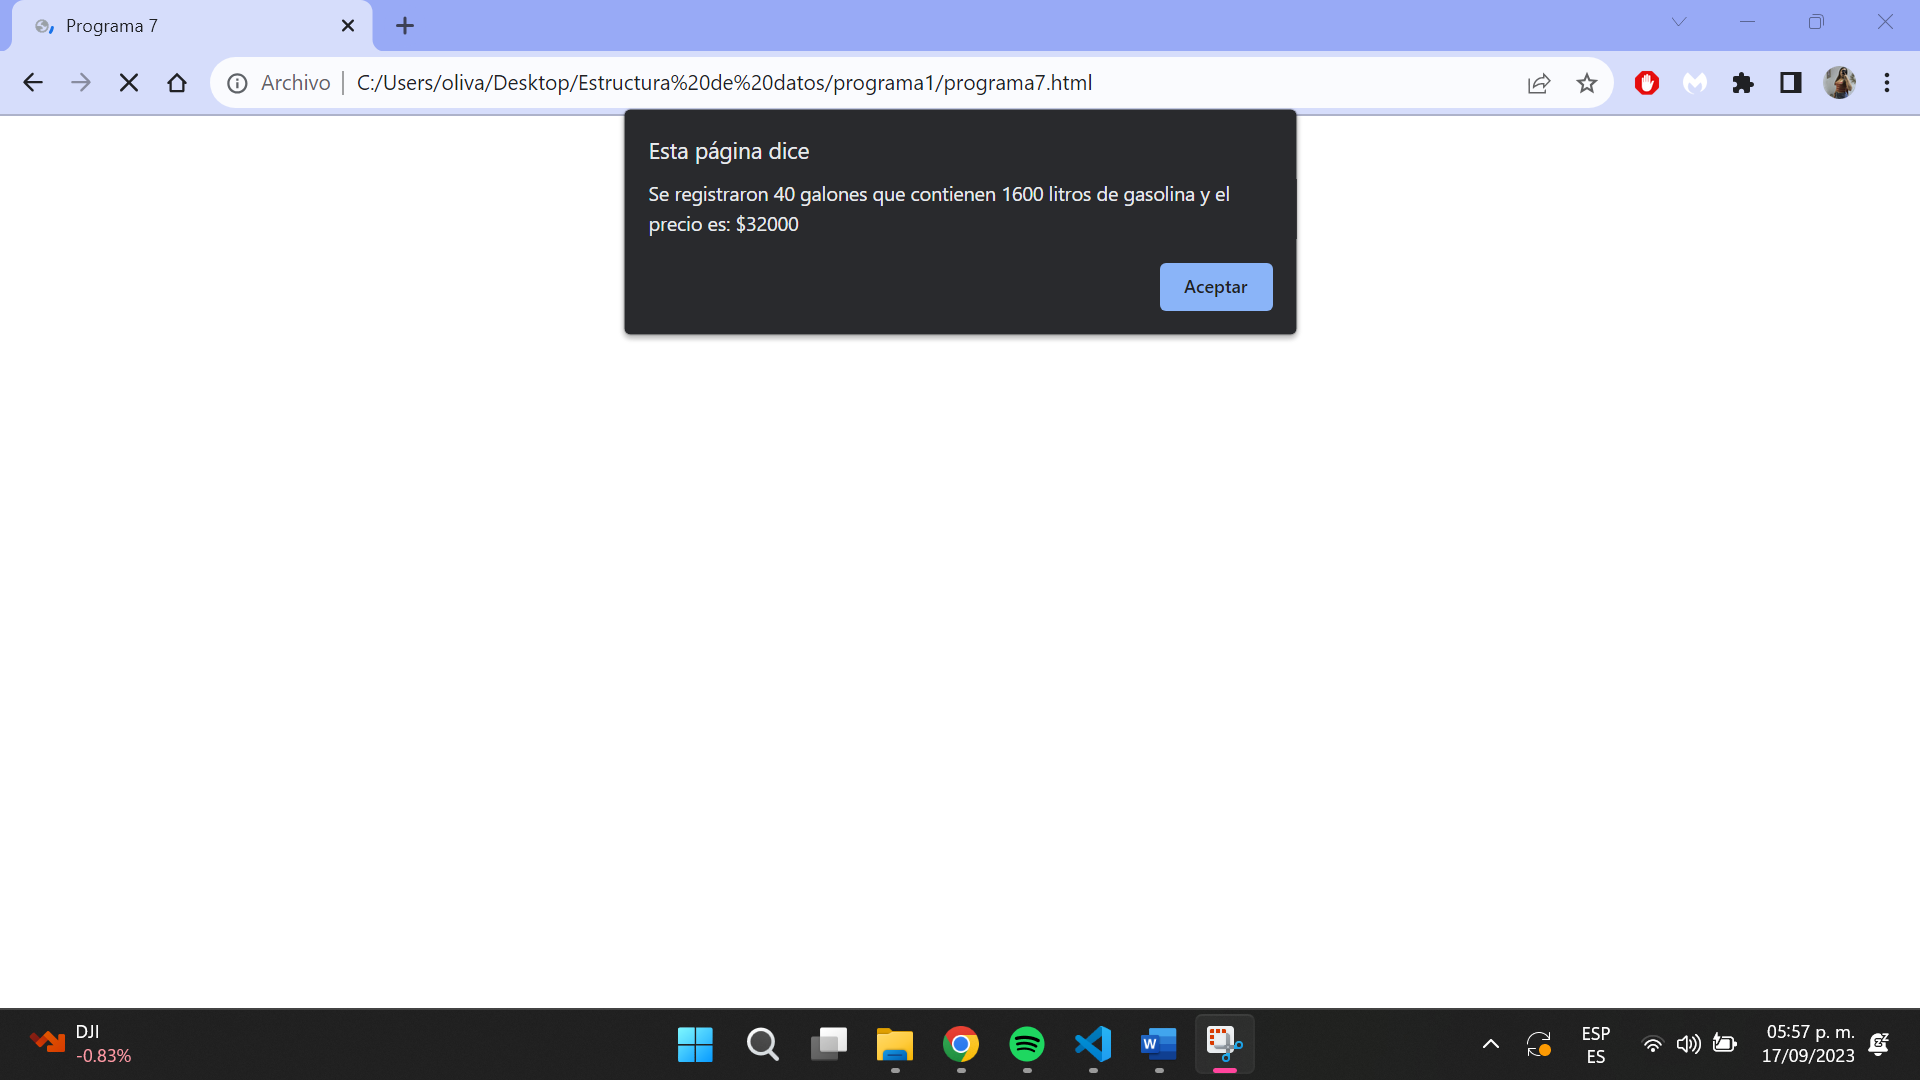 Programa 7
Archivo
C:/Users/oliva/Desktop/Estructura%20de%20datos/programa1/programa7.html
Esta página dice
Se registraron 40 galones que contienen 1600 litros de gasolina y el
precio es: $32000
Aceptar
DJI
-0.83%
W
ESP
ES
05:57 p. m.
17/09/2023